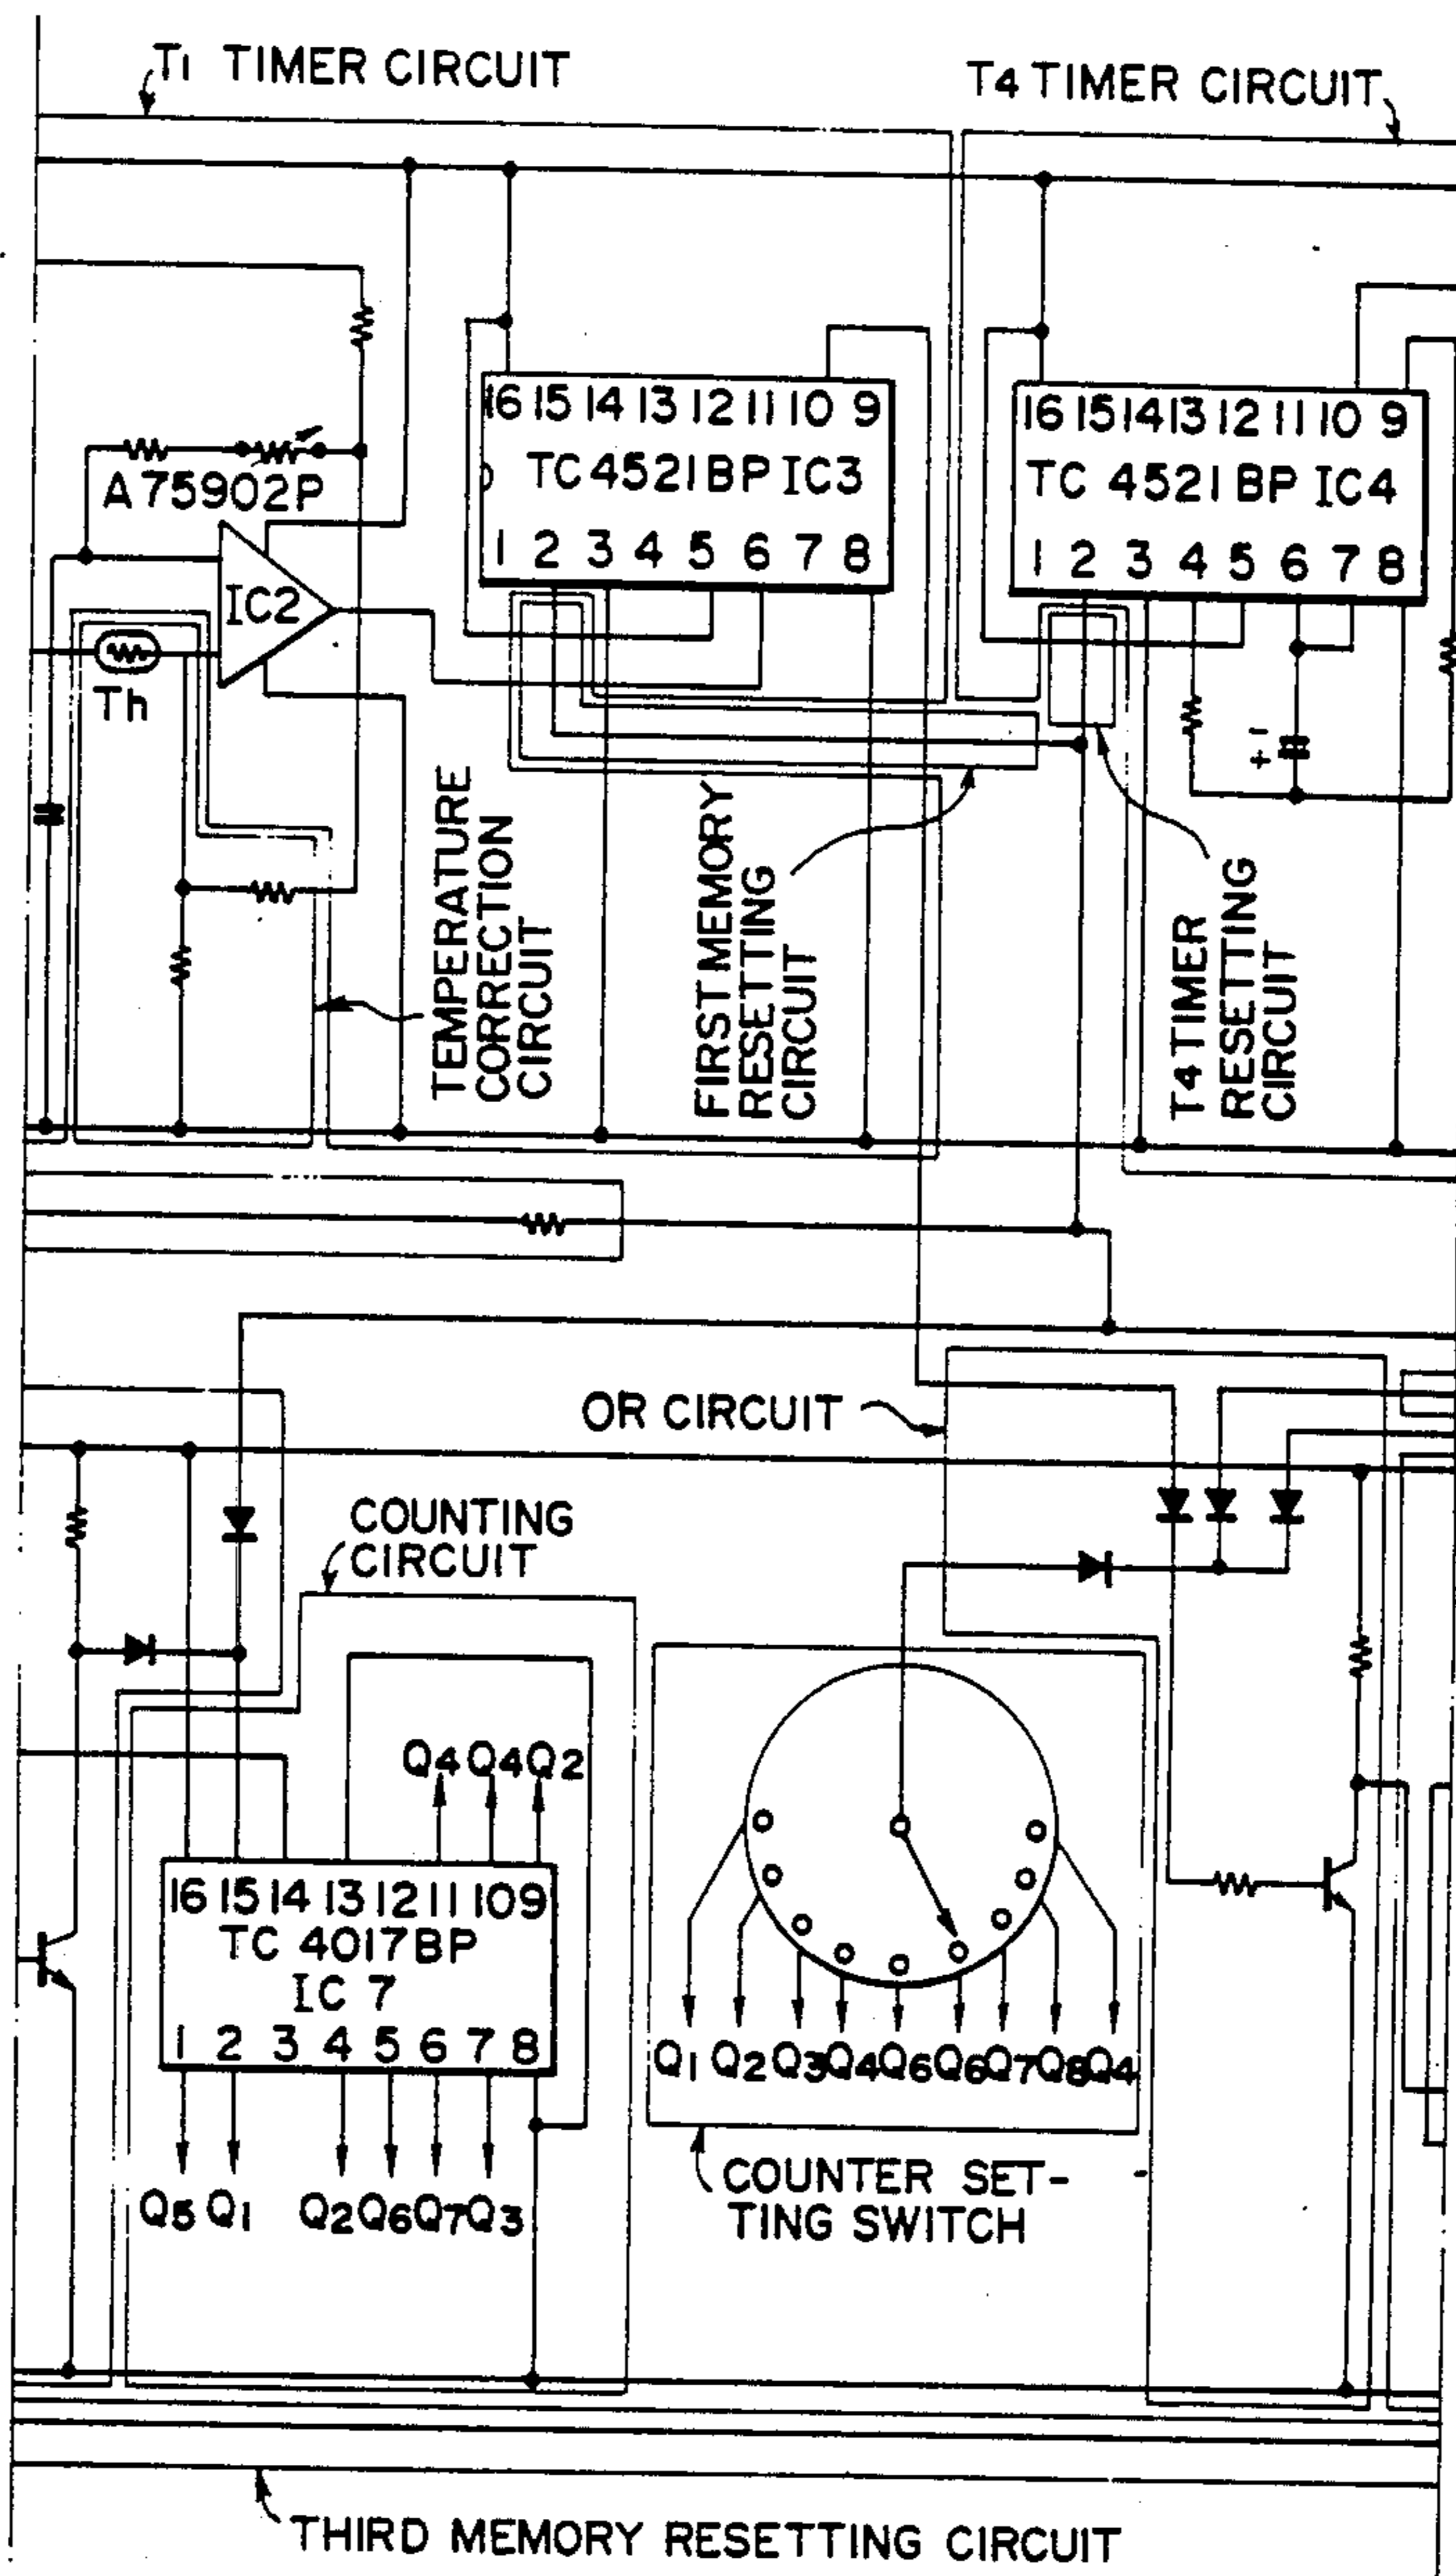 T1 TIMER CIRCUIT
T4 TIMER CIRCUIT
A75902P
IC2
Th
16 15 14 13 12 11 10 9
TC 4521BP IC3
1 2 3 4 5 6 7 8
16 15 14 13 12 11 10 9
TC 4521BP IC4
1 2 3 4 5 6 7 8
+ -
TEMPERATURE
CORRECTION
CIRCUIT
FIRST MEMORY
RESETTING
CIRCUIT
T4 TIMER
RESETTING
CIRCUIT
OR CIRCUIT
COUNTING
CIRCUIT
Q4 Q4 Q2
16 15 14 13 12 11 10 9
TC 4017BP
IC 7
1 2 3 4 5 6 7 8
Q5 Q1 Q2 Q6 Q7 Q3
Q1 Q2 Q3 Q4 Q6 Q6 Q7 Q8 Q4
COUNTER SET-
TING SWITCH
THIRD MEMORY RESETTING CIRCUIT